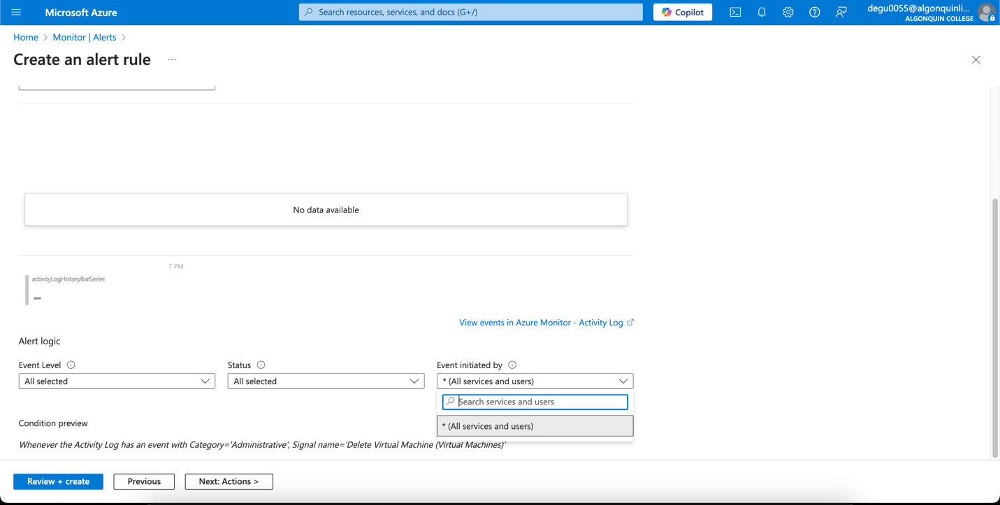 Microsoft Azure
Search resources, services, and docs (G+/)
Copilot
degu0055@algonquinli...
ALGONQUIN COLLEGE
Home > Monitor | Alerts >
Create an alert rule ...
No data available
7 PM
activityLogHistoryBarSeries
--
View events in Azure Monitor - Activity Log
Alert logic
Event Level
Status
Event initiated by
All selected
All selected
* (All services and users)
Search services and users
* (All services and users)
Condition preview
Whenever the Activity Log has an event with Category='Administrative', Signal name='Delete Virtual Machine (Virtual Machines)'
Review + create
Previous
Next: Actions >